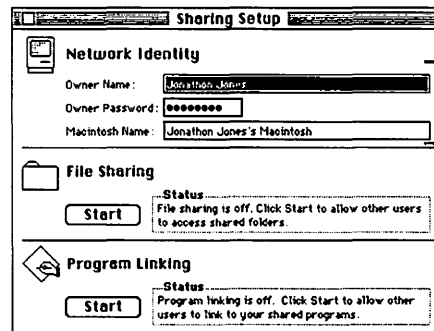 Sharing Setup
Network Identity
Owner Name: Jonathon Jones
Owner Password: ●●●●●●●●
Macintosh Name: Jonathon Jones's Macintosh
File Sharing
Status
Start
File sharing is off. Click Start to allow other users
to access shared folders.
Program Linking
Status
Start
Program linking is off. Click Start to allow other
users to link to your shared programs.